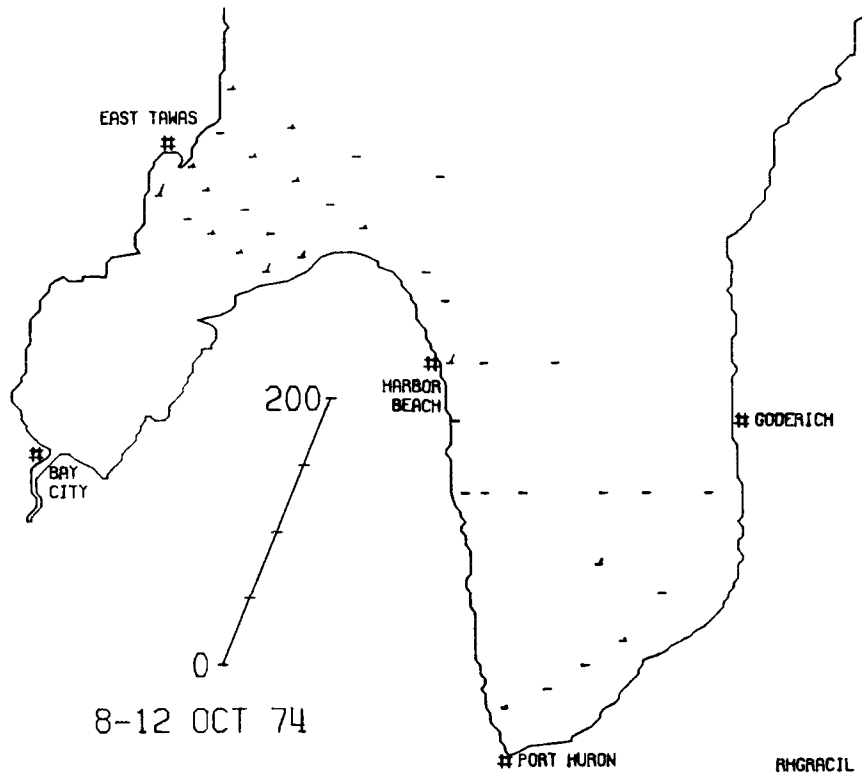 EAST TAWAS
200
HARBOR
BEACH
GODERICH
BAY
CITY
0
8-12 OCT 74
PORT HURON
RHGRACIL